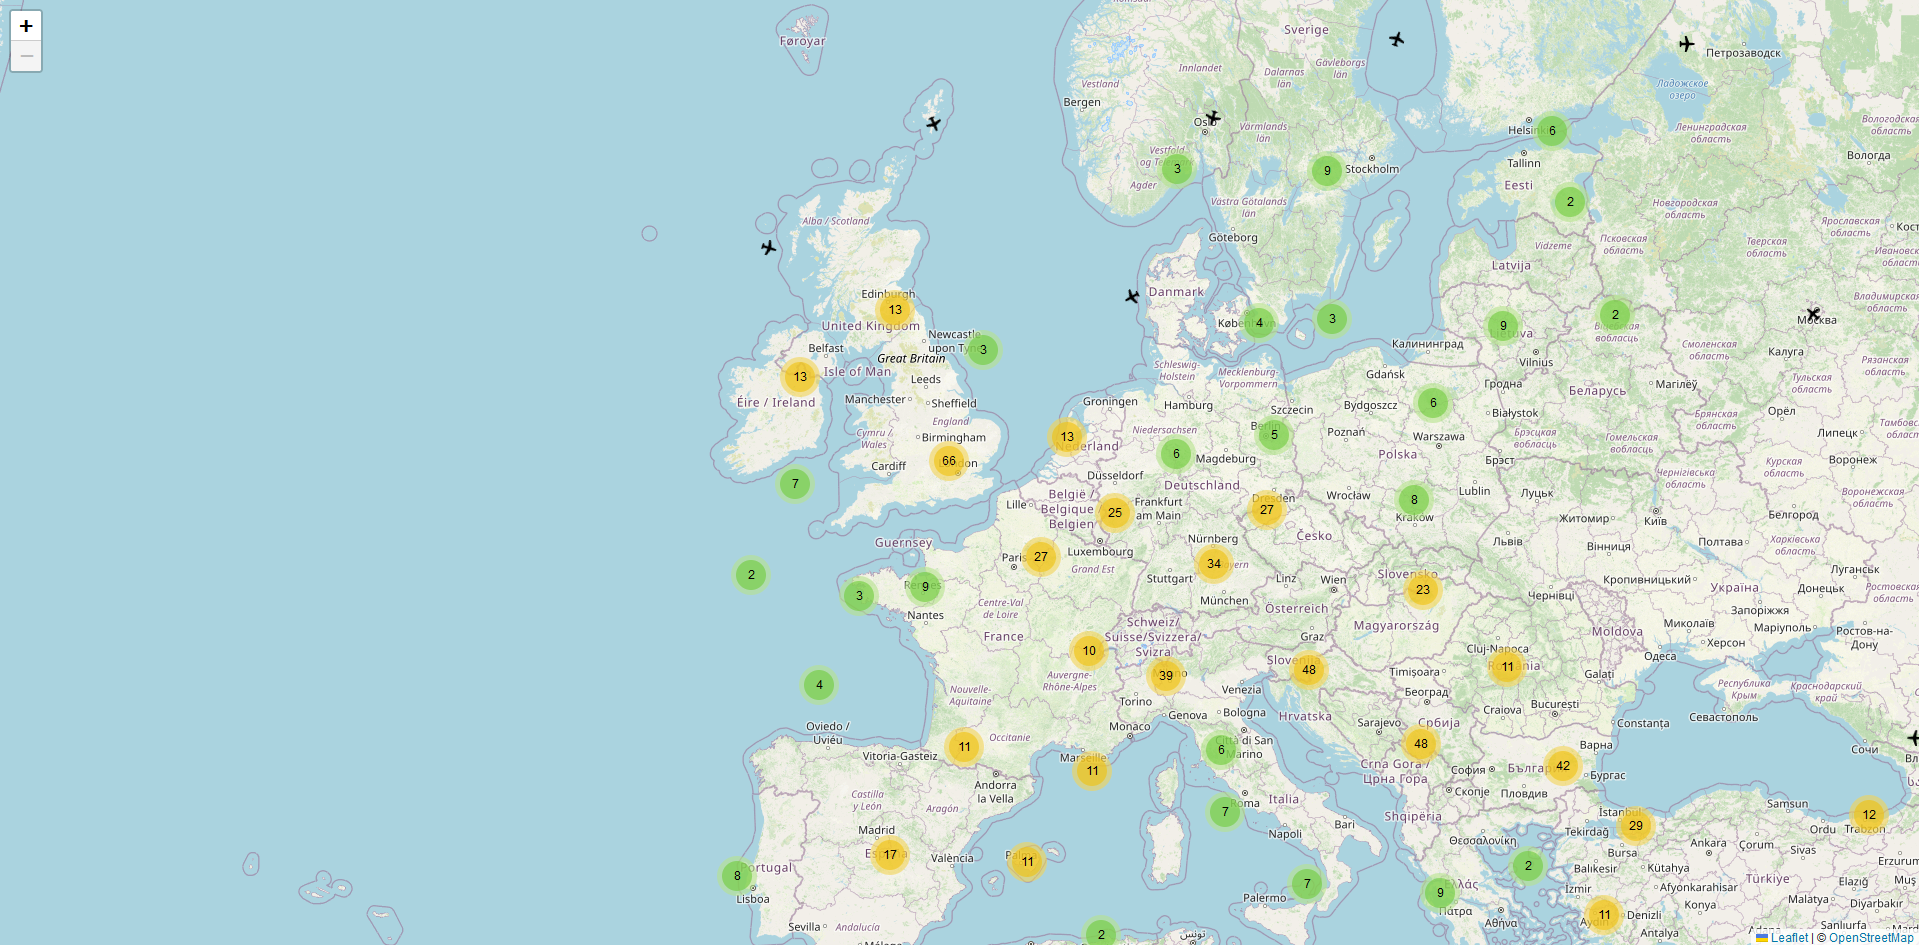 +
−
Føroyar
Sverige
Gävleborgs
län
Dalarnas
län
Innlandet
Vestland
Bergen
Петрозаводск
Ладожское
озеро
Вологодская
область
Ленинградская
область
Вологда
Oslo
Värmlands
län
Helsinki
6
Tallinn
Eesti
Stockholm
9
3
Agder
2
Västra Götalands
län
Göteborg
Новгородская
область
Псковская
область
Тверская
область
Ярославская
область
Vidzeme
Latvija
Alba / Scotland
Edinburgh
13
United Kingdom
Newcastle
upon Tyne
3
Great Britain
Belfast
Isle of Man
13
Éire / Ireland
Leeds
Manchester
Sheffield
England
Cymru /
Wales
Birmingham
66
London
Cardiff
7
Danmark
København
4
3
9
Lietuva
Vilnius
2
Віцебская
вобласць
Москва
Владимирская
область
Смоленская
область
Калуга
Рязанская
область
Тульская
область
Калининград
Гродна
Беларусь
Магілёў
Орёл
Брянская
область
Schleswig-
Holstein
Mecklenburg-
Vorpommern
Gdańsk
Groningen
Hamburg
Szczecin
Bydgoszcz
6
Białystok
13
Nederland
Niedersachsen
6
Berlin
5
Poznań
Warszawa
Polska
Magdeburg
Deutschland
Düsseldorf
Брэсцкая
вобласць
Брэст
Гомельская
вобласць
Липецк
Курская
область
Воронеж
Воронежская
область
Чернігівська
область
Луцьк
Житомир
Київ
Белгород
Lille
België /
Belgique /
Belgien
25
Frankfurt
am Main
Dresden
27
Wrocław
8
Kraków
Lublin
Česko
Львів
Вінниця
Полтава
Харківська
область
Guernsey
Paris
27
Luxembourg
Grand Est
Nürnberg
34
Stuttgart
München
Linz
Wien
Slovensko
23
Österreich
Magyarország
Чернівці
Кропивницький
Україна
Луганськ
Донецьк
Запоріжжя
Ростовская
область
2
3
Rennes
9
Nantes
Centre-Val
de Loire
France
Schweiz/
Suisse/Svizzera/
Svizra
10
39
Auvergne-
Rhône-Alpes
Graz
Slovenija
48
Moldova
Миколаїв
Маріуполь
Херсон
Ростов-на-
Дону
Одеса
Cluj-Napoca
11
România
Timișoara
Galați
4
Nouvelle-
Aquitaine
Torino
Venezia
Genova
Bologna
Monaco
Hrvatska
Београд
Craiova
București
Constanța
Республика
Крым
Краснодарский
край
Севастополь
Oviedo /
Uviéu
Vitoria-Gasteiz
11
Occitanie
Marseille
11
6
Città di San
Marino
Sarajevo
Србија
48
Crna Gora /
Црна Гора
София
България
42
Варна
Бургас
Сочи
Andorra
la Vella
Castilla
y León
Aragón
7
Roma
Italia
Скопје
Пловдив
Shqipëria
Madrid
17
España
València
11
Napoli
Bari
Θεσσαλονίκη
İstanbul
29
Tekirdağ
Bursa
Samsun
Ordu
12
Trabzon
Ankara
Çorum
Sivas
Erzurum
8
Portugal
Lisboa
Sevilla
Andalucía
Málaga
Palermo
7
9
Ελλάς
Πάτρα
2
Balıkesir
İzmir
Kütahya
Afyonkarahisar
Türkiye
Elazığ
Muş
Konya
Malatya
Diyarbakır
2
تونس
Αθήνα
11
Aydın
Denizli
Antalya
Şanlıurfa
Leaflet | © OpenStreetMap